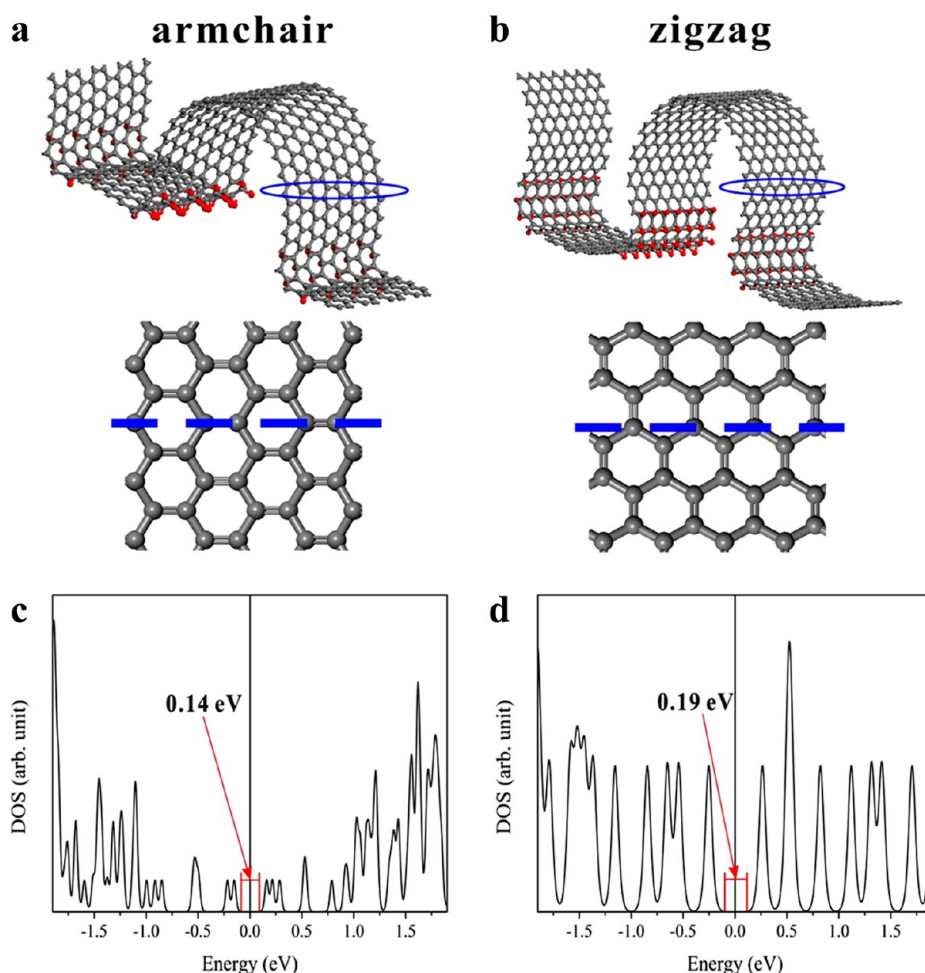 a armchair
b zigzag
c
0.14 eV
DOS (arb. unit)
-1.5 -1.0 -0.5 0.0 0.5 1.0 1.5
Energy (eV)
d
0.19 eV
DOS (arb. unit)
-1.5 -1.0 -0.5 0.0 0.5 1.0 1.5
Energy (eV)